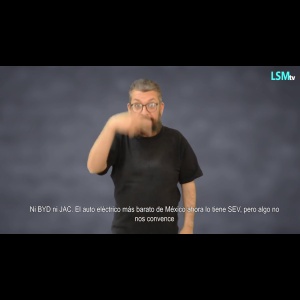 LSMtv
Ni BYD ni JAC. El auto eléctrico más barato de México ahora lo tiene SEV, pero algo no
nos convence